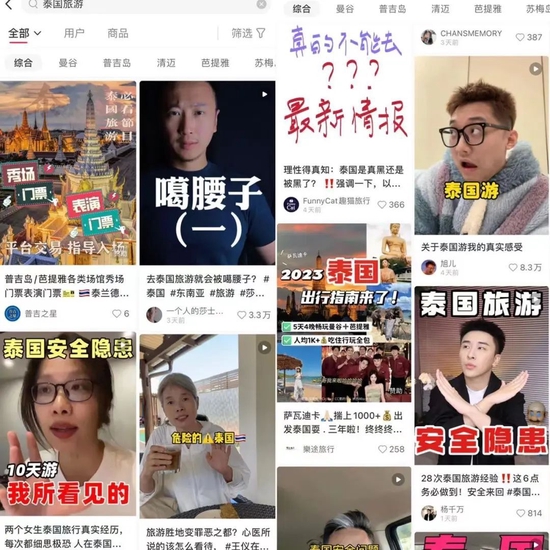 泰国旅游
全部
用户
商品
筛选
综合
曼谷
普吉岛
清迈
芭提雅
苏梅
泰国旅游
必看节目
秀场
门票
表演
门票
平台交易 指导入场
普吉岛/芭提雅各类场馆秀场
门票表演门票🎫🇹🇭泰兰德…
普吉之星
6
噶腰子
（一）
去泰国旅游就会被噶腰子？ #
泰国 #东南亚 #旅游 #莎…
一个人的莎士…
3天前
3.3万
泰国安全隐患
10天游
我所看见的
两个女生泰国旅行真实经历，
每次都细思极恐 人在泰国…
危险的⚠️泰国🇹🇭
旅游胜地变罪恶之都？心医所
说的该怎么看待， #王仪在…
综合
曼谷
普吉岛
清迈
芭提雅
苏梅岛
真的不能去
？？？
最新情报
理性得真知：泰国是真黑还是
被黑了？ ‼️强调一下，以…
FunnyCat趣猫旅行
4天前
366
2023 泰国
出行指南来了！
5天4晚畅玩曼谷＋芭提雅
人均1K+💰吃住行玩全包
赞助
萨瓦迪卡🙏🏻揣上1000+💰出
发泰国耍 . 三年啦！终终终…
樂途旅行
258
CHANSMEMORY
3天前
387
泰国游
关于泰国游我的真实感受
旭儿
4天前
8.3万
泰国旅游
安全隐患
28次泰国旅游经验‼️这6点
务必做到！安全来回 #泰国…
杨千万
1天前
814
泰国